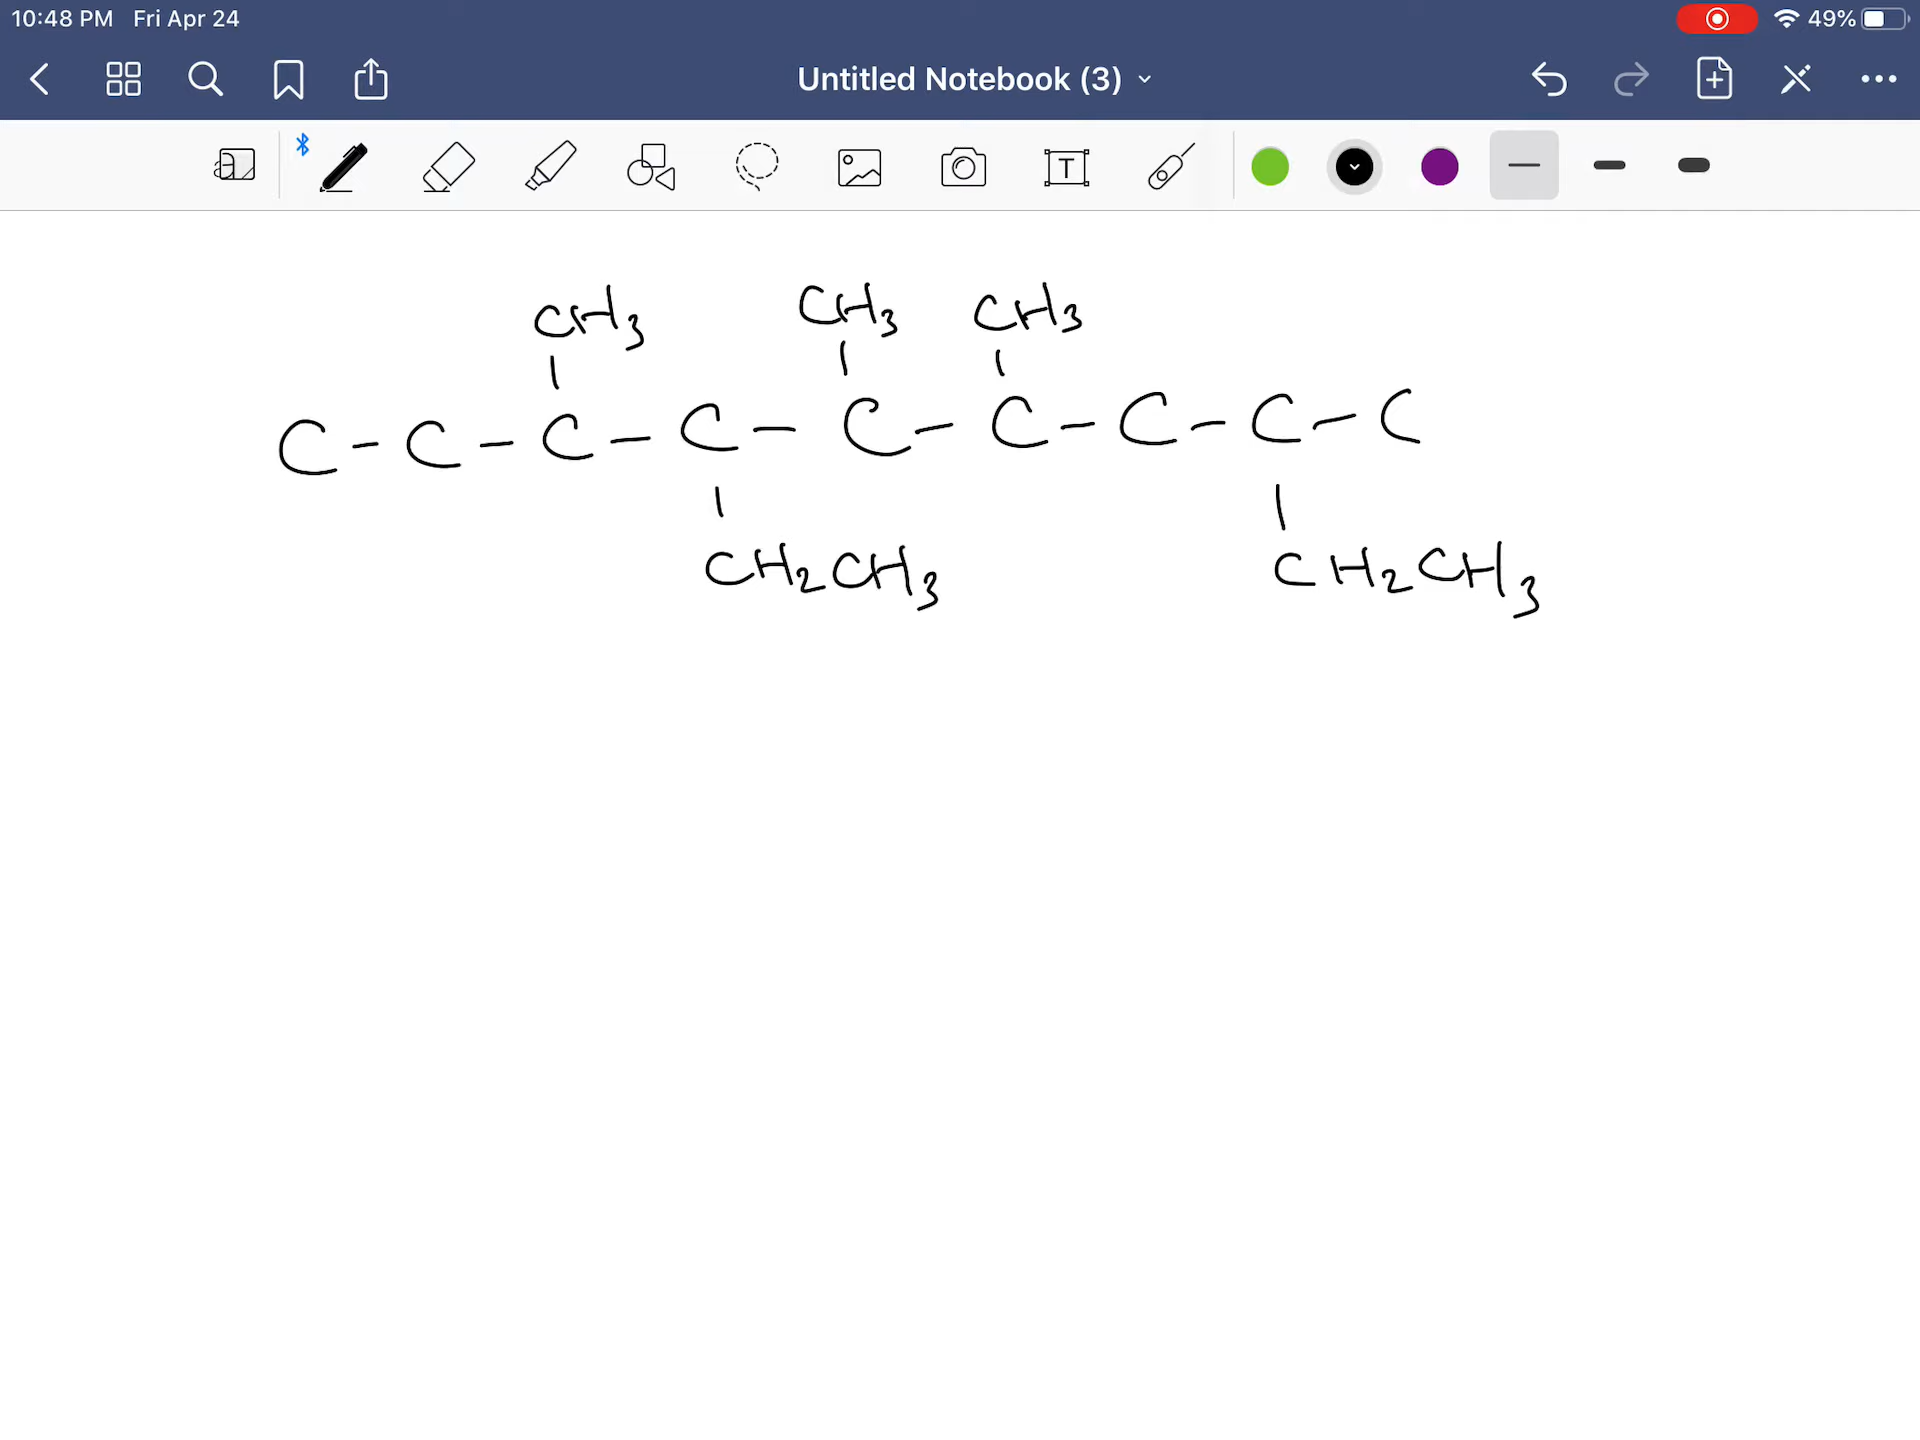 10:48 PM Fri Apr 24 49%
Untitled Notebook (3)
T
CH3 CH3 CH3
C - C - C - C - C - C - C - C - C
CH2CH3 CH2CH3